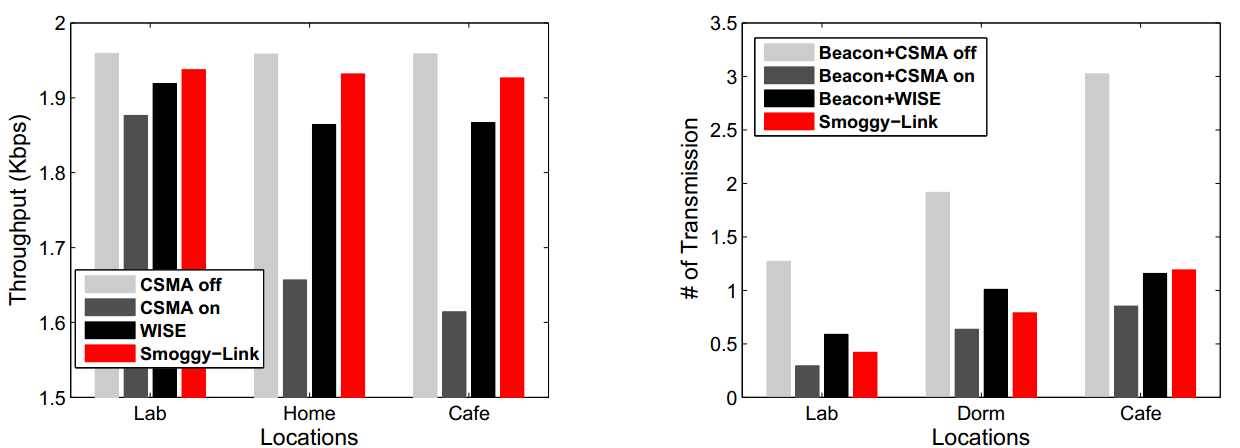 2
1.9
1.8
1.7
1.6
1.5
Throughput (Kbps)
CSMA off
CSMA on
WISE
Smoggy−Link
Lab Home Cafe
Locations
3.5
3
2.5
2
1.5
1
0.5
0
# of Transmission
Beacon+CSMA off
Beacon+CSMA on
Beacon+WISE
Smoggy−Link
Lab Dorm Cafe
Locations